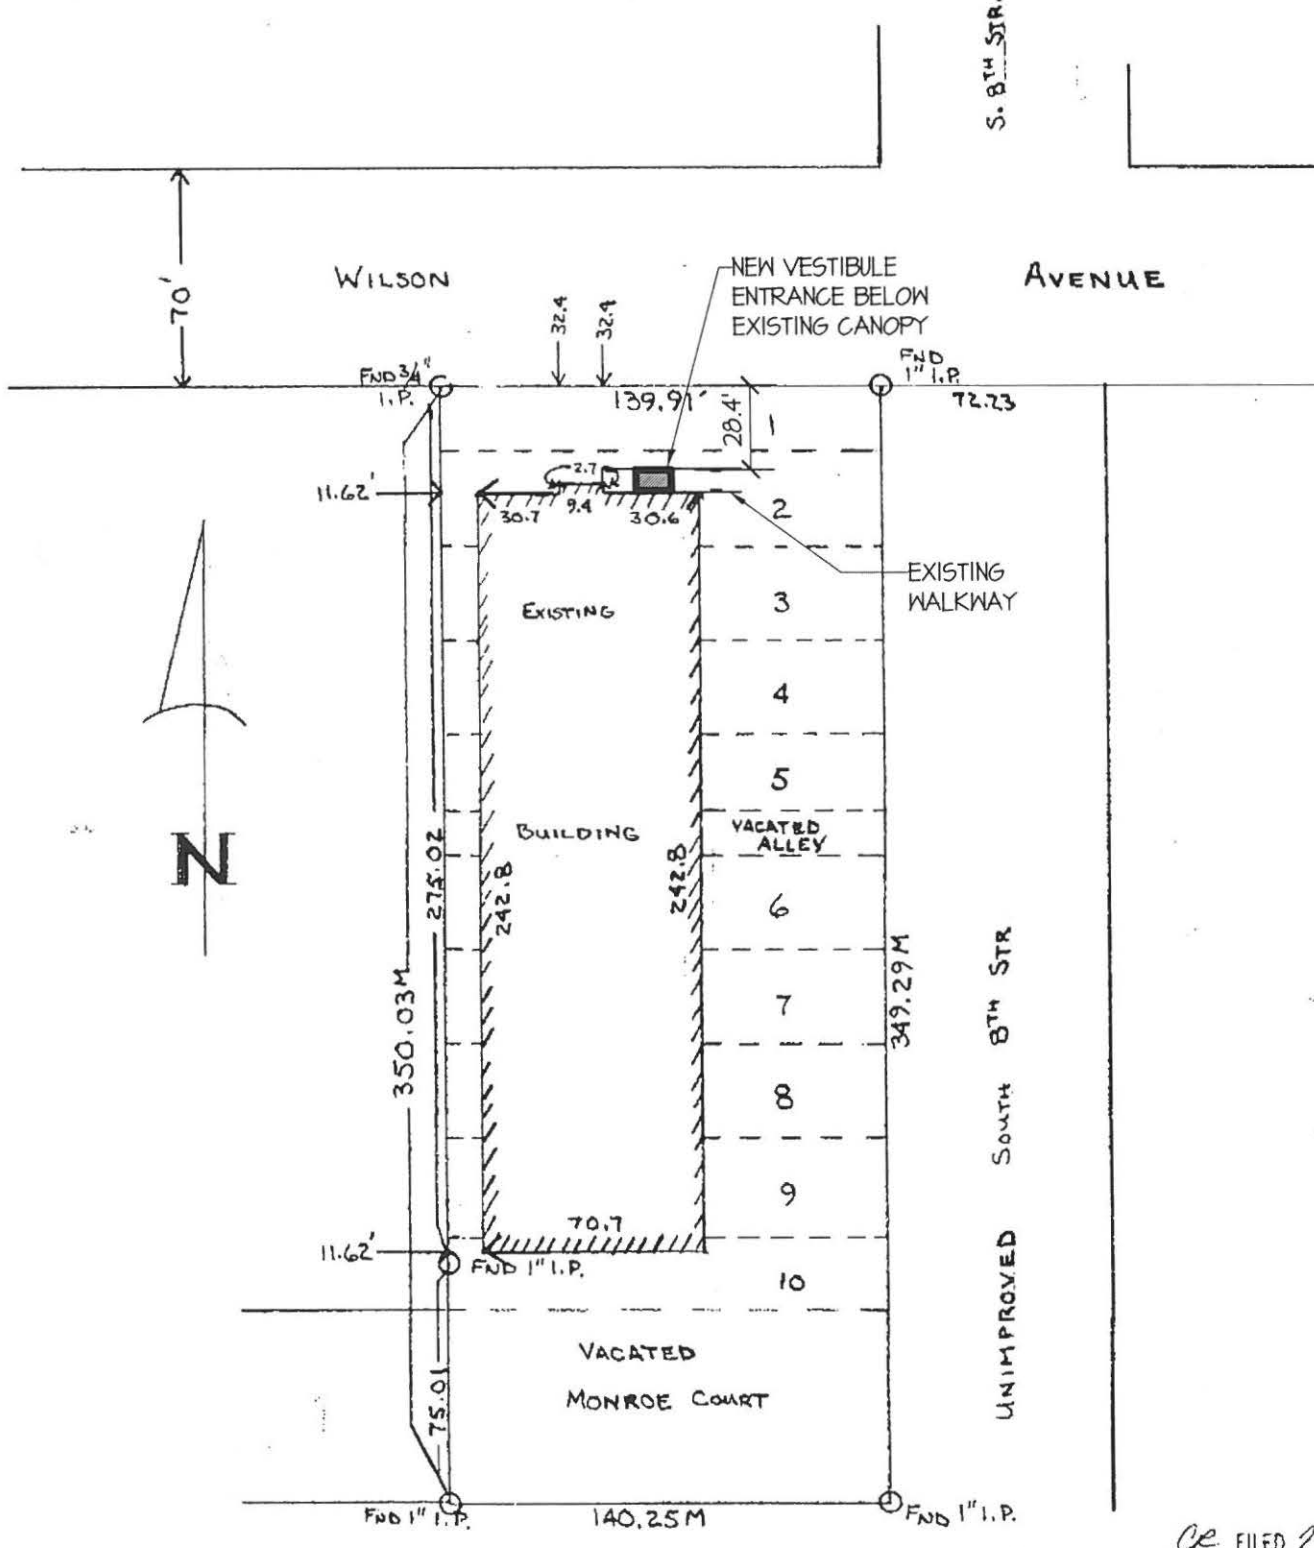 S. 8TH STR.
70'
WILSON
AVENUE
NEW VESTIBULE
ENTRANCE BELOW
EXISTING CANOPY
32.4
32.4
FND 3/4"
I.P.
FND
1" I.P.
139.91'
72.23
28.4'
1
11.62'
2.7
30.7
9.4
30.6
2
EXISTING
WALKWAY
EXISTING
3
4
5
BUILDING
VACATED
ALLEY
275.02
242.8
242.8
6
N
350.03M
349.29M
7
8
9
70.7
11.62'
FND 1" I.P.
10
UNIMPROVED SOUTH 8TH STR
VACATED
MONROE COURT
75.01
FND 1" I.P.
140.25M
FND 1" I.P.
FILED